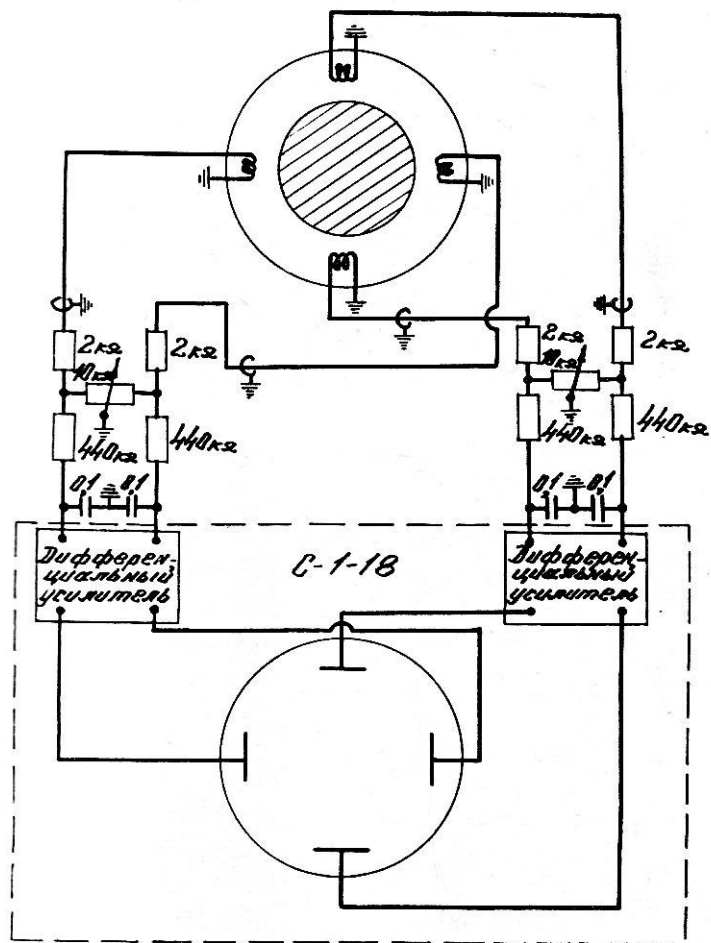 2кΩ
2кΩ
10кΩ
440кΩ
440кΩ
0,1
0,1
2кΩ
2кΩ
10кΩ
440кΩ
440кΩ
0,1
0,1
Дифферен-
циальный
усилитель
С-1-18
Дифферен-
циальный
усилитель